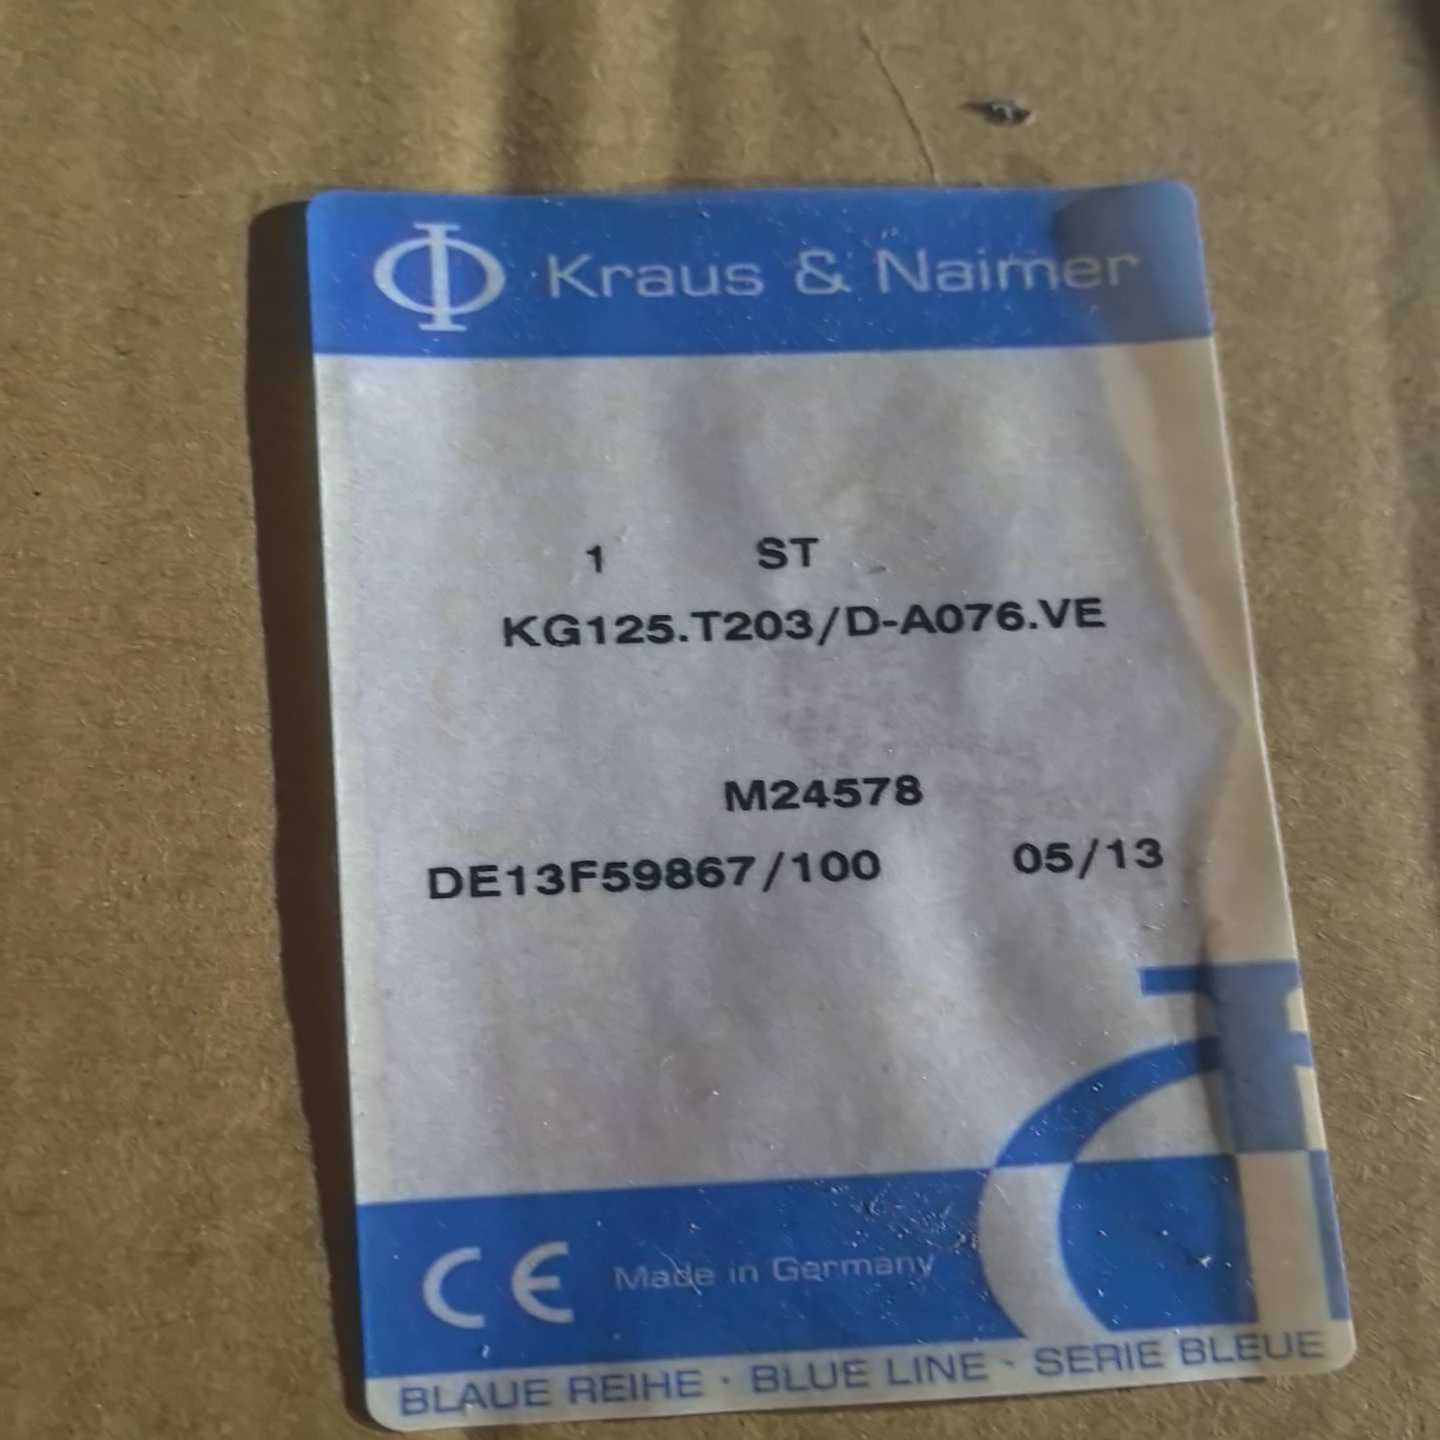 Kraus & Naimer
1 ST
KG125.T203/D-A076.VE
M24578
DE13F59867/100 05/13
CE Made in Germany
BLAUE REIHE · BLUE LINE · SERIE BLEUE